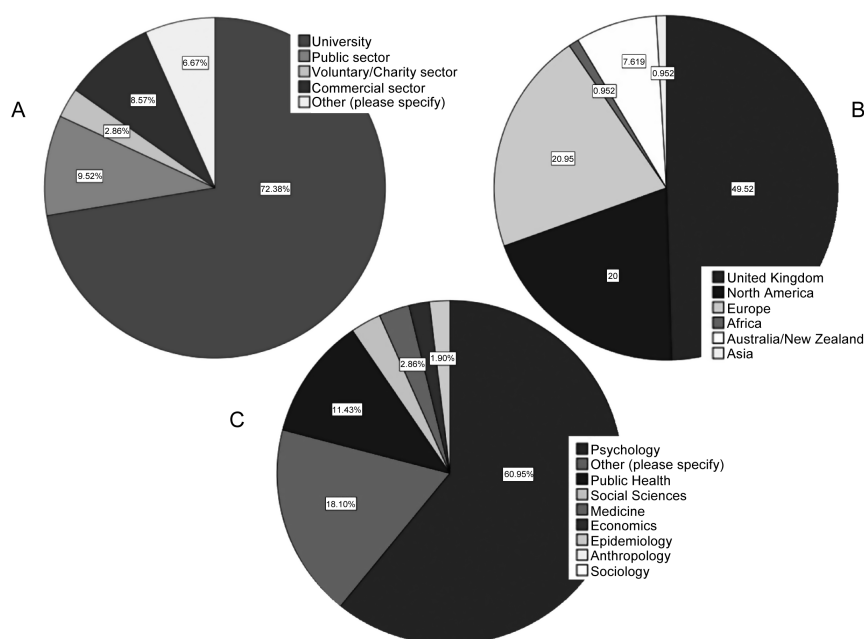 A
University
Public sector
Voluntary/Charity sector
Commercial sector
Other (please specify)
6.67%
8.57%
2.86%
9.52%
72.38%
B
0.952
7.619
0.952
20.95
49.52
20
United Kingdom
North America
Europe
Africa
Australia/New Zealand
Asia
C
1.90%
2.86%
11.43%
18.10%
60.95%
Psychology
Other (please specify)
Public Health
Social Sciences
Medicine
Economics
Epidemiology
Anthropology
Sociology